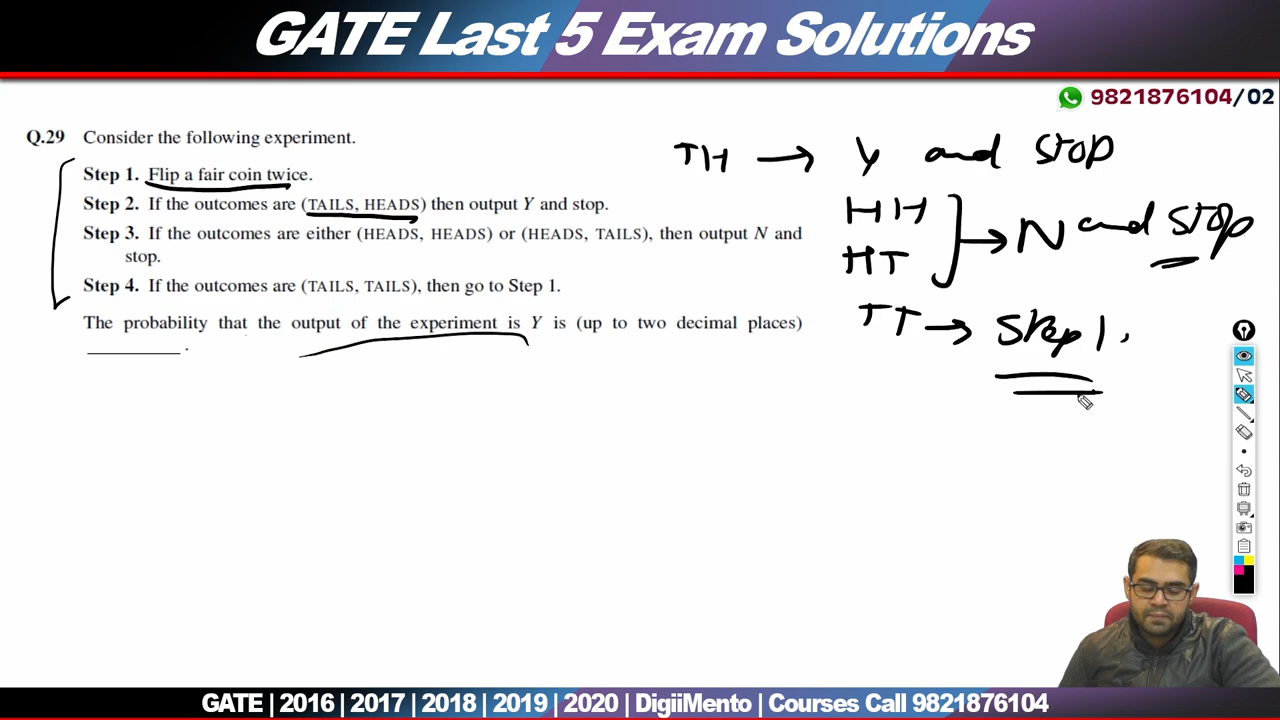 GATE Last 5 Exam Solutions
9821876104/02
Q.29 Consider the following experiment.
Step 1. Flip a fair coin twice.
Step 2. If the outcomes are (TAILS, HEADS) then output Y and stop.
Step 3. If the outcomes are either (HEADS, HEADS) or (HEADS, TAILS), then output N and
stop.
Step 4. If the outcomes are (TAILS, TAILS), then go to Step 1.
The probability that the output of the experiment is Y is (up to two decimal places)
__________.
TH → Y and stop
HH
HT
→ N and stop
TT → Step 1.
GATE | 2016 | 2017 | 2018 | 2019 | 2020 | DigiiMento | Courses Call 9821876104